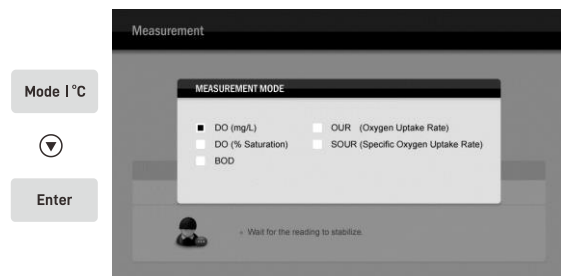 Measurement
Mode | °C
Enter
MEASUREMENT MODE
DO (mg/L)
DO (% Saturation)
BOD
OUR (Oxygen Uptake Rate)
SOUR (Specific Oxygen Uptake Rate)
+ Wait for the reading to stabilize.